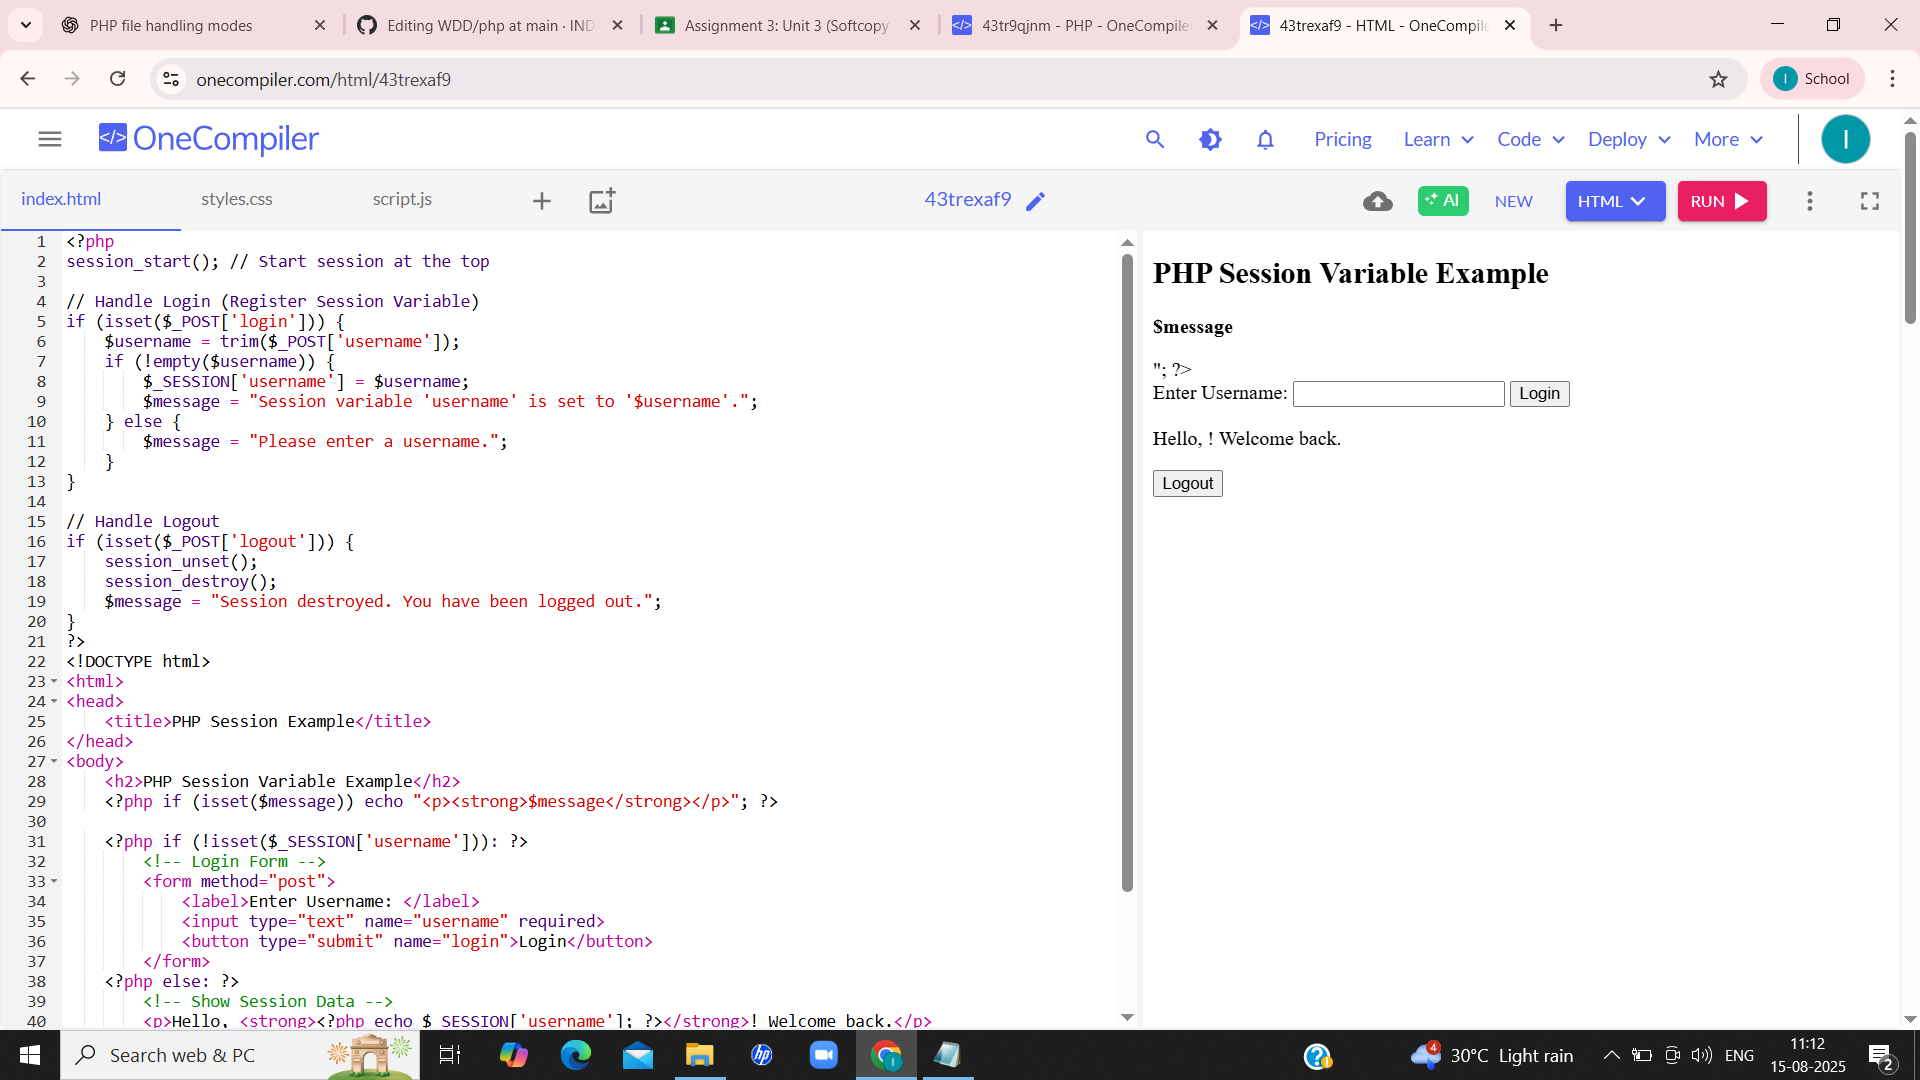 PHP file handling modes
Editing WDD/php at main · IND
Assignment 3: Unit 3 (Softcopy
43tr9qjnm - PHP - OneCompile
43trexaf9 - HTML - OneCompile
onecompiler.com/html/43trexaf9
I School
</> OneCompiler
Pricing Learn Code Deploy More I
index.html styles.css script.js 43trexaf9 AI NEW HTML RUN
1 <?php
2 session_start(); // Start session at the top
3
4 // Handle Login (Register Session Variable)
5 if (isset($_POST['login'])) {
6     $username = trim($_POST['username']);
7     if (!empty($username)) {
8         $_SESSION['username'] = $username;
9         $message = "Session variable 'username' is set to '$username'.";
10     } else {
11         $message = "Please enter a username.";
12     }
13 }
14
15 // Handle Logout
16 if (isset($_POST['logout'])) {
17     session_unset();
18     session_destroy();
19     $message = "Session destroyed. You have been logged out.";
20 }
21 ?>
22 <!DOCTYPE html>
23 <html>
24 <head>
25     <title>PHP Session Example</title>
26 </head>
27 <body>
28     <h2>PHP Session Variable Example</h2>
29     <?php if (isset($message)) echo "<p><strong>$message</strong></p>"; ?>
30
31     <?php if (!isset($_SESSION['username'])): ?>
32         <!-- Login Form -->
33         <form method="post">
34             <label>Enter Username: </label>
35             <input type="text" name="username" required>
36             <button type="submit" name="login">Login</button>
37         </form>
38     <?php else: ?>
39         <!-- Show Session Data -->
40         <p>Hello, <strong><?php echo $_SESSION['username']; ?></strong>! Welcome back.</p>
PHP Session Variable Example
$message
"; ?>
Enter Username: Login
Hello, ! Welcome back.
Logout
Search web & PC
hp
4
30°C Light rain
ENG
11:12
15-08-2025
2